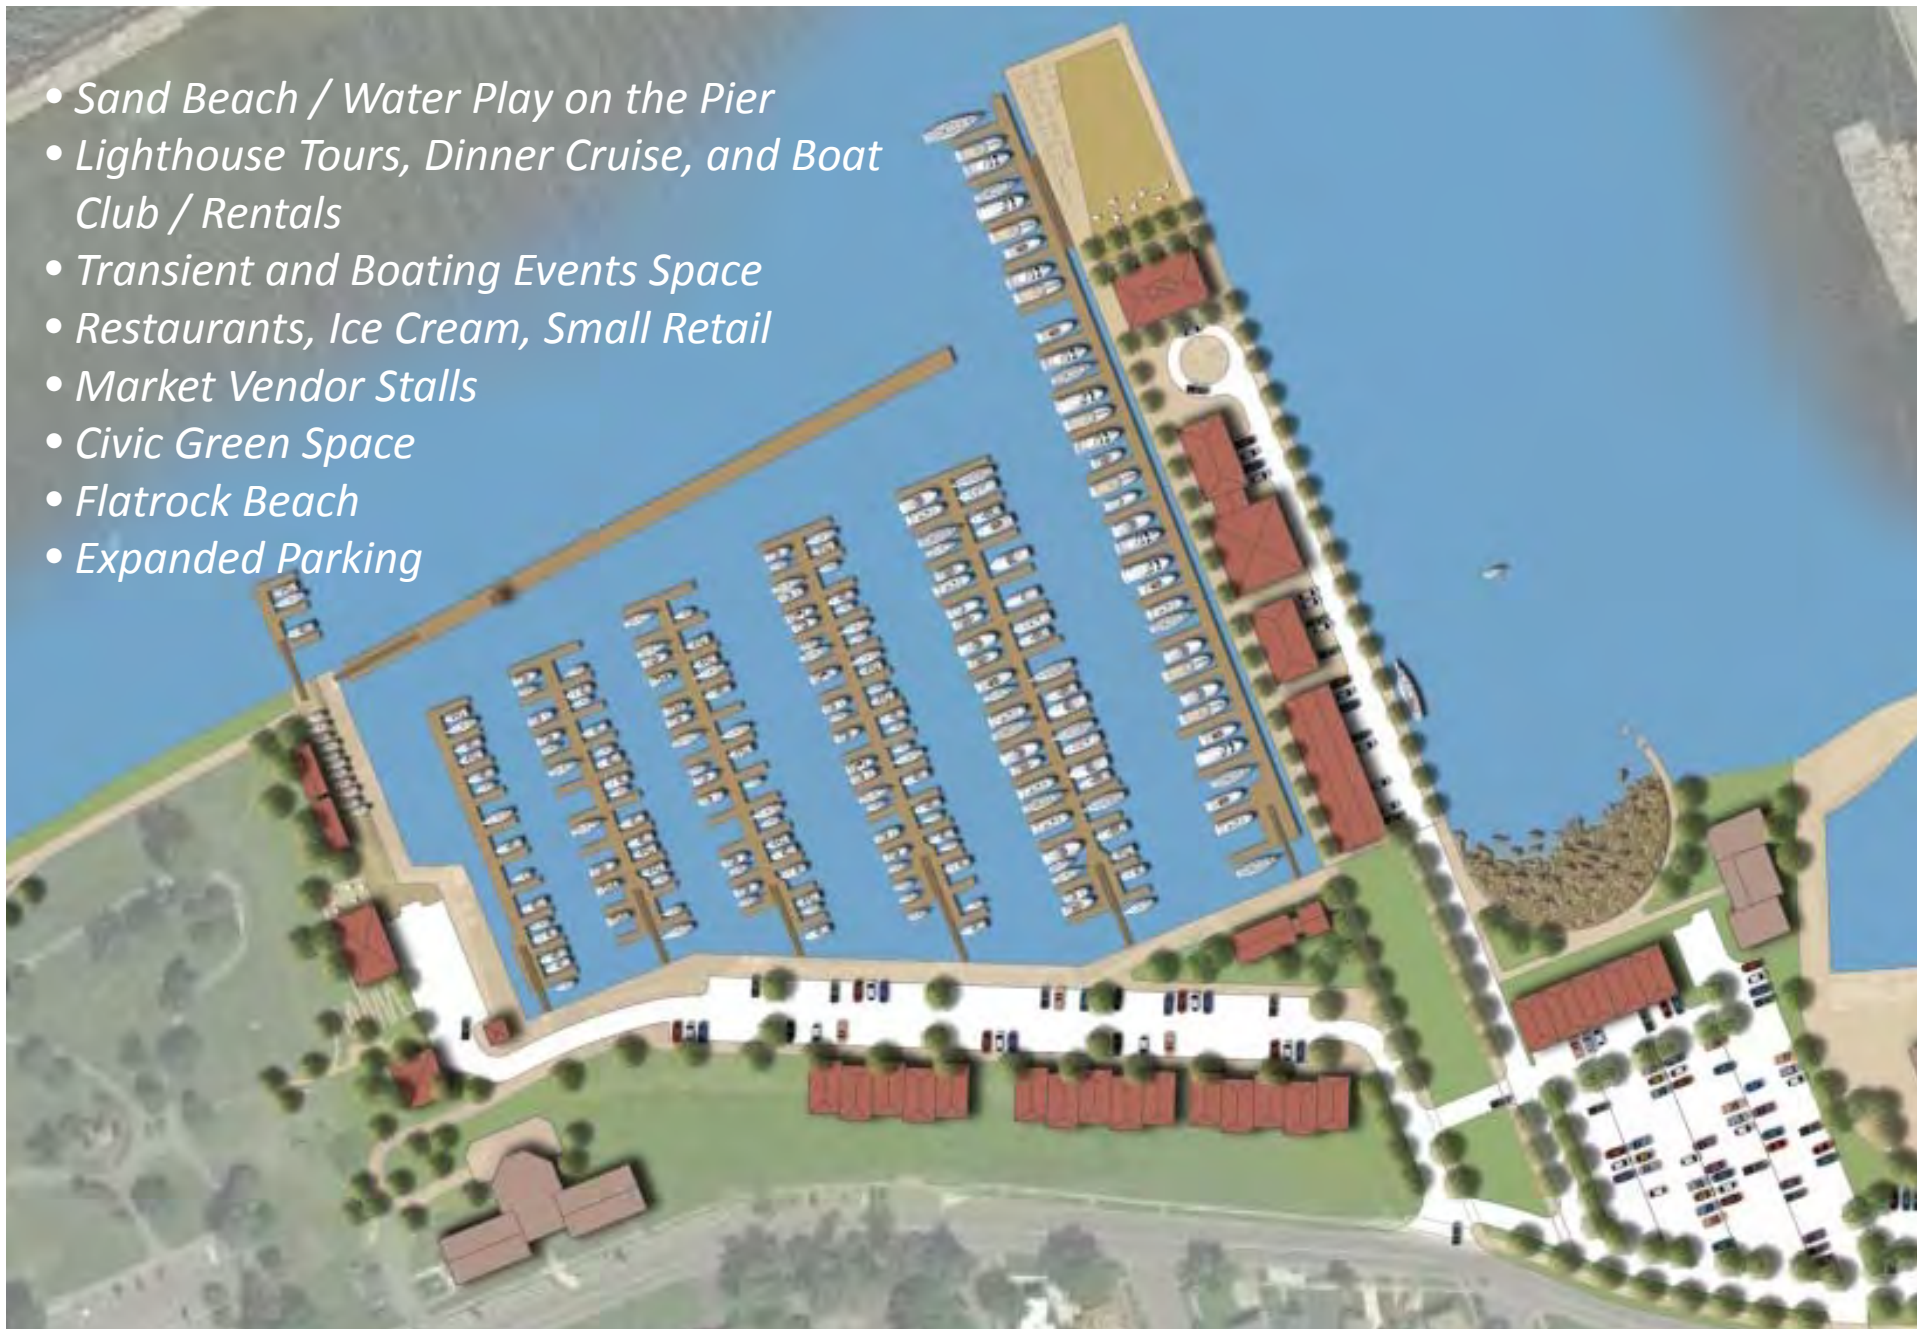 • Sand Beach / Water Play on the Pier
• Lighthouse Tours, Dinner Cruise, and Boat
Club / Rentals
• Transient and Boating Events Space
• Restaurants, Ice Cream, Small Retail
• Market Vendor Stalls
• Civic Green Space
• Flatrock Beach
• Expanded Parking